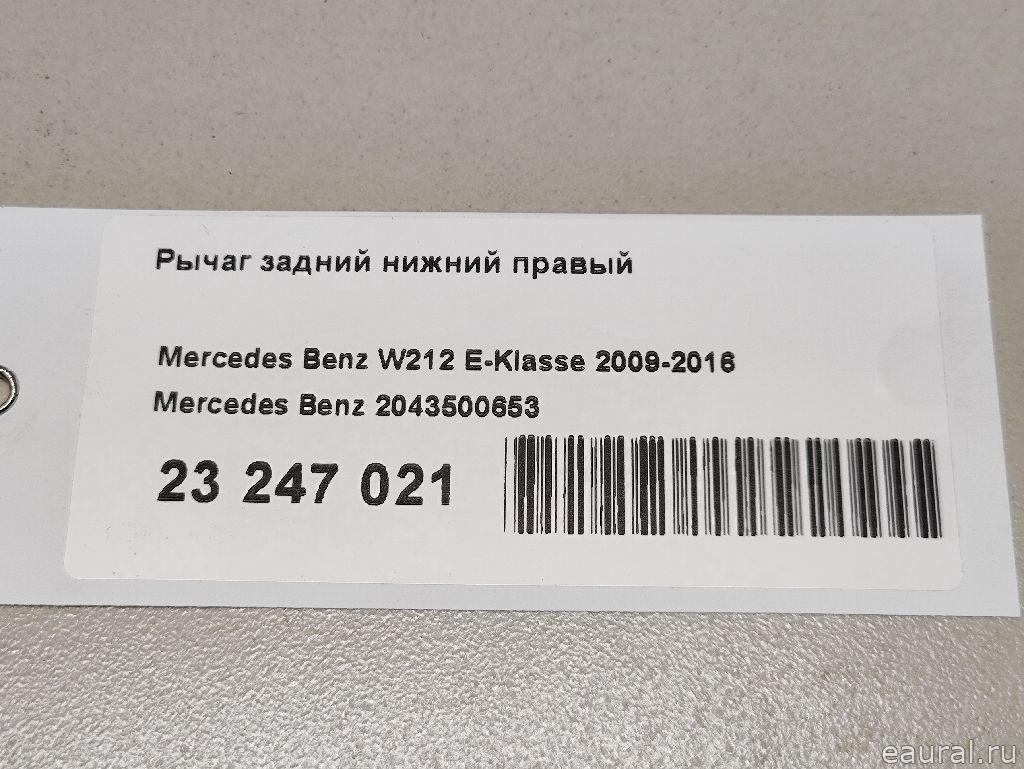 Рычаг задний нижний правый
Mercedes Benz W212 E-Klasse 2009-2016
Mercedes Benz 2043500653
23 247 021
eaural.ru